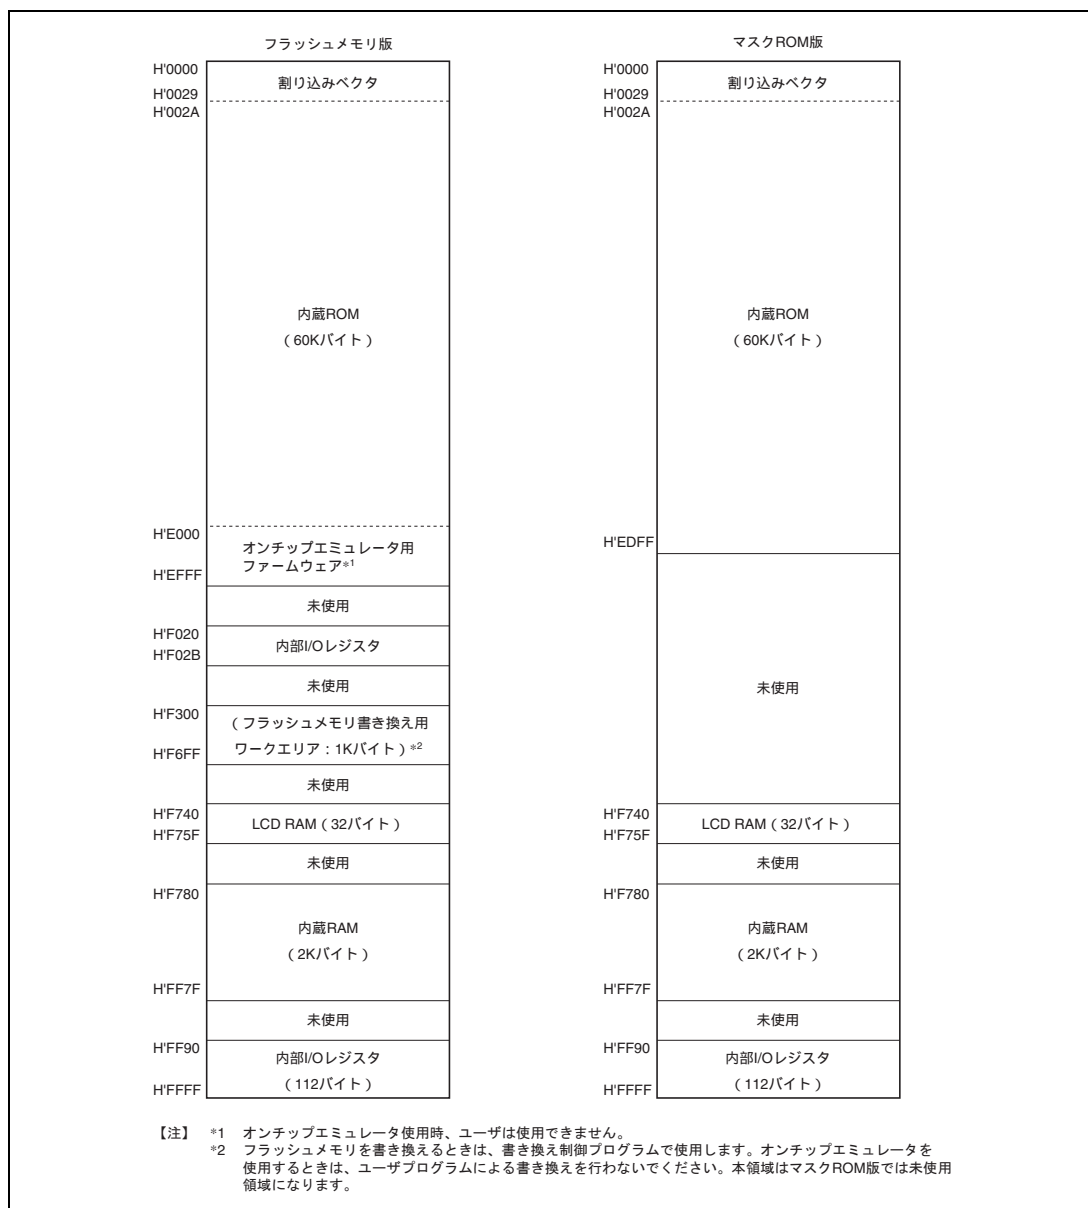 フラッシュメモリ版
H'0000
割り込みベクタ
H'0029
H'002A
内蔵ROM
（60Kバイト）
H'E000
オンチップエミュレータ用
ファームウェア*1
H'EFFF
未使用
H'F020
内部I/Oレジスタ
H'F02B
未使用
H'F300
（フラッシュメモリ書き換え用
ワークエリア：1Kバイト）*2
H'F6FF
未使用
H'F740
LCD RAM（32バイト）
H'F75F
未使用
H'F780
内蔵RAM
（2Kバイト）
H'FF7F
未使用
H'FF90
内部I/Oレジスタ
（112バイト）
H'FFFF
マスクROM版
H'0000
割り込みベクタ
H'0029
H'002A
内蔵ROM
（60Kバイト）
H'EDFF
未使用
H'F740
LCD RAM（32バイト）
H'F75F
未使用
H'F780
内蔵RAM
（2Kバイト）
H'FF7F
未使用
H'FF90
内部I/Oレジスタ
（112バイト）
H'FFFF
【注】 *1 オンチップエミュレータ使用時、ユーザは使用できません。
*2 フラッシュメモリを書き換えるときは、書き換え制御プログラムで使用します。オンチップエミュレータを
使用するときは、ユーザプログラムによる書き換えを行わないでください。本領域はマスクROM版では未使用
領域になります。